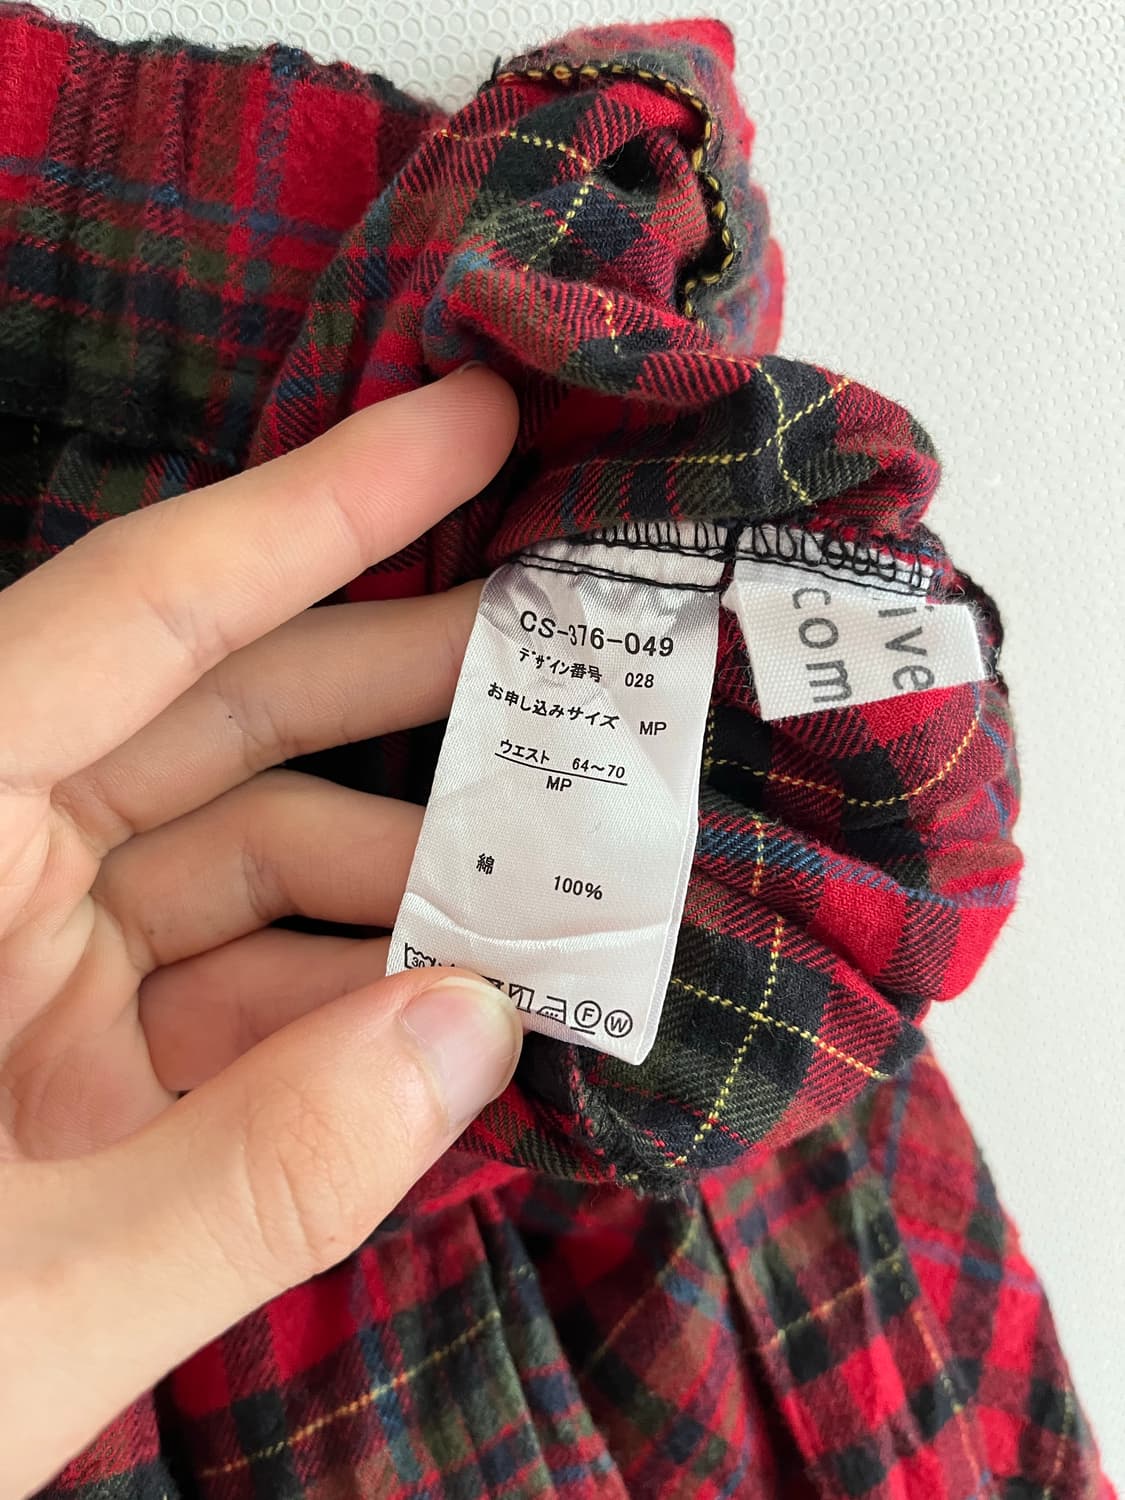 CS-376-049
デザイン番号 028
お申し込みサイズ MP
ウエスト 64～70
MP
綿 100%
30
F W
ive
com